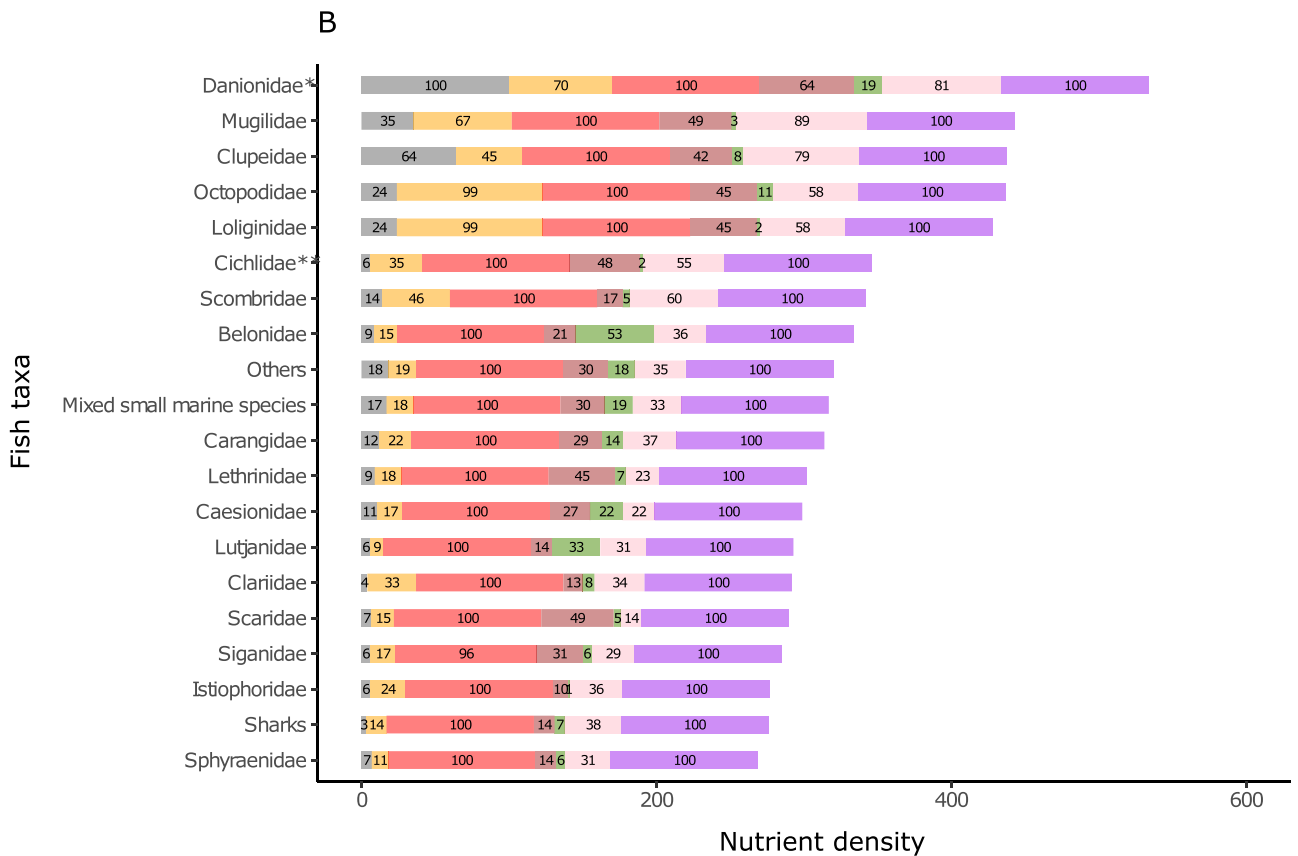 B
Danionidae* 100 70 100 64 19 81 100
Mugilidae 35 67 100 49 3 89 100
Clupeidae 64 45 100 42 8 79 100
Octopodidae 24 99 100 45 11 58 100
Loliginidae 24 99 100 45 2 58 100
Cichlidae** 6 35 100 48 2 55 100
Scombridae 14 46 100 17 5 60 100
Belonidae 9 15 100 21 53 36 100
Others 18 19 100 30 18 35 100
Mixed small marine species 17 18 100 30 19 33 100
Carangidae 12 22 100 29 14 37 100
Lethrinidae 9 18 100 45 7 23 100
Caesionidae 11 17 100 27 22 22 100
Lutjanidae 6 9 100 14 33 31 100
Clariidae 4 33 100 13 8 34 100
Scaridae 7 15 100 49 5 14 100
Siganidae 6 17 96 31 6 29 100
Istiophoridae 6 24 100 10 1 36 100
Sharks 3 14 100 14 7 38 100
Sphyraenidae 7 11 100 14 6 31 100
0 200 400 600
Nutrient density
Fish taxa